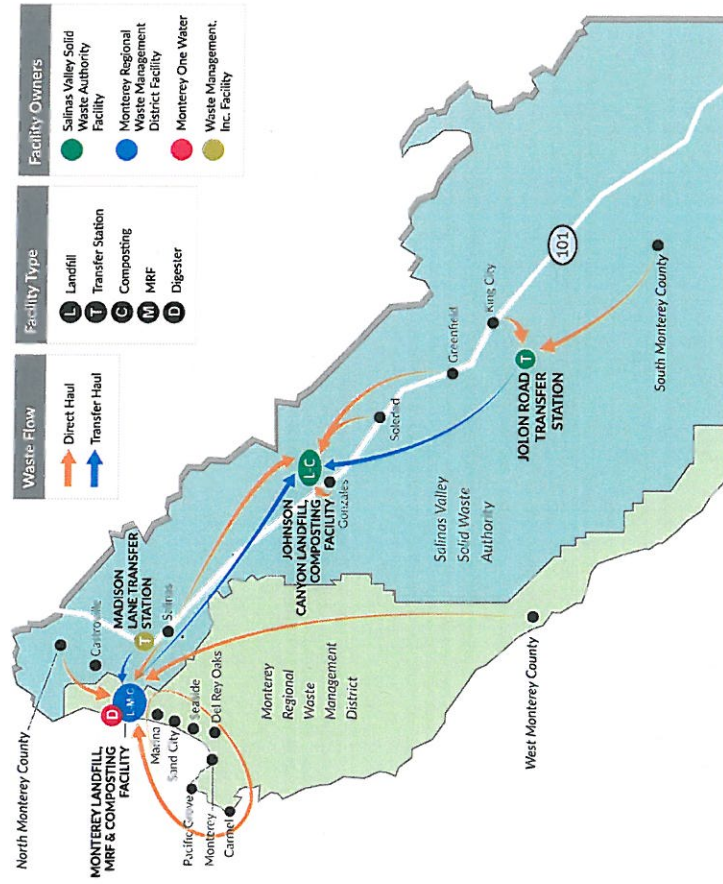 Waste Flow
Direct Haul
Transfer Haul
Facility Type
L Landfill
T Transfer Station
C Composting
M MRF
D Digester
Facility Owners
Salinas Valley Solid
Waste Authority
Facility
Monterey Regional
Waste Management
District Facility
Monterey One Water
Waste Management,
Inc. Facility
North Monterey County
Castroville
MADISON
LANE TRANSFER
STATION
T
Salinas
MONTEREY LANDFILL,
MRF & COMPOSTING
FACILITY
D
L-M-C
Marina
Sand City
Seaside
Del Rey Oaks
Pacific Grove
Monterey
Carmel
Monterey
Regional
Waste
Management
District
West Monterey County
JOHNSON
CANYON LANDFILL,
COMPOSTING
FACILITY
L-C
Gonzales
Soledad
Greenfield
King City
101
Salinas Valley
Solid Waste
Authority
JOLON ROAD
TRANSFER
STATION
T
South Monterey County